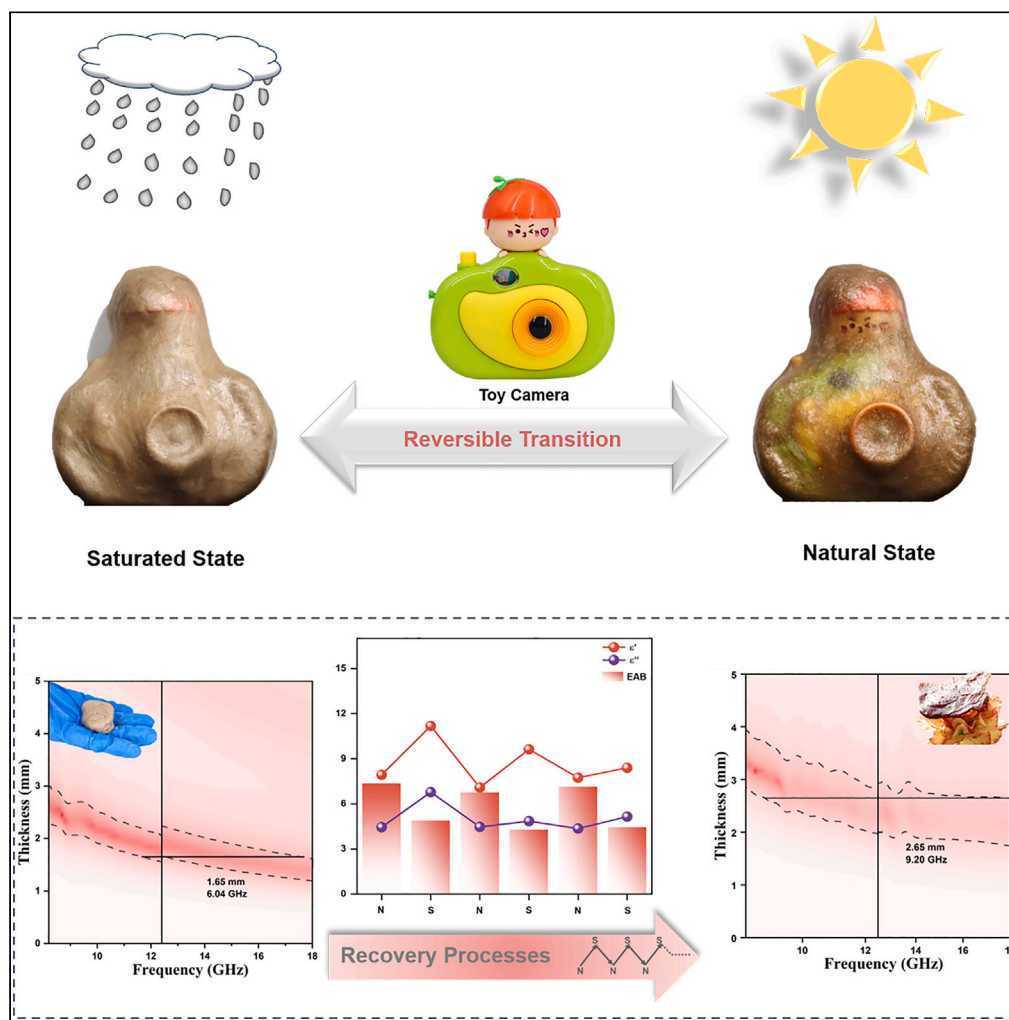 Toy Camera
Reversible Transition
Saturated State
Natural State
5
4
3
2
1
0
Thickness (mm)
1.65 mm
6.04 GHz
10
12
14
16
18
Frequency (GHz)
ε'
ε''
EAB
15
12
9
6
3
0
N
S
N
S
N
S
Recovery Processes
S
S
S
N
N
N
5
4
3
2
1
0
Thickness (mm)
2.65 mm
9.20 GHz
10
12
14
16
Frequency (GHz)